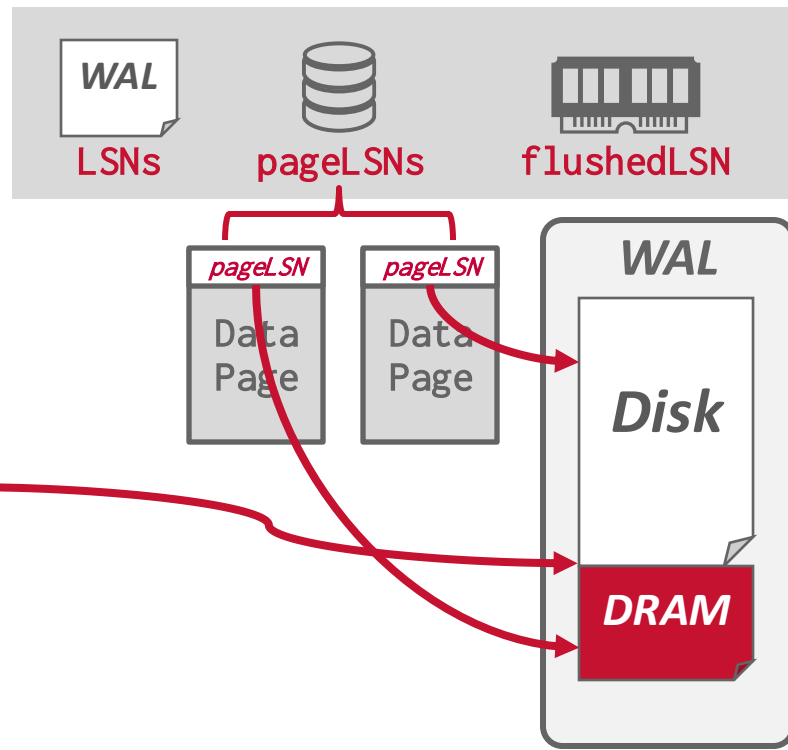 WAL
LSNs
pageLSNs
flushedLSN
pageLSN
Data
Page
pageLSN
Data
Page
WAL
Disk
DRAM